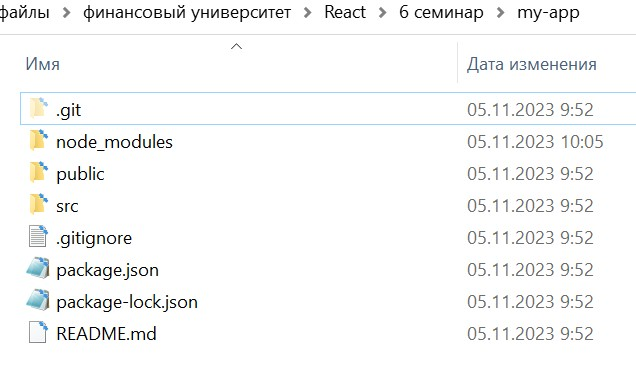 файлы > финансовый университет > React > 6 семинар > my-app
Имя Дата изменения
.git 05.11.2023 9:52
node_modules 05.11.2023 10:05
public 05.11.2023 9:52
src 05.11.2023 9:52
.gitignore 05.11.2023 9:52
package.json 05.11.2023 9:52
package-lock.json 05.11.2023 9:52
README.md 05.11.2023 9:52